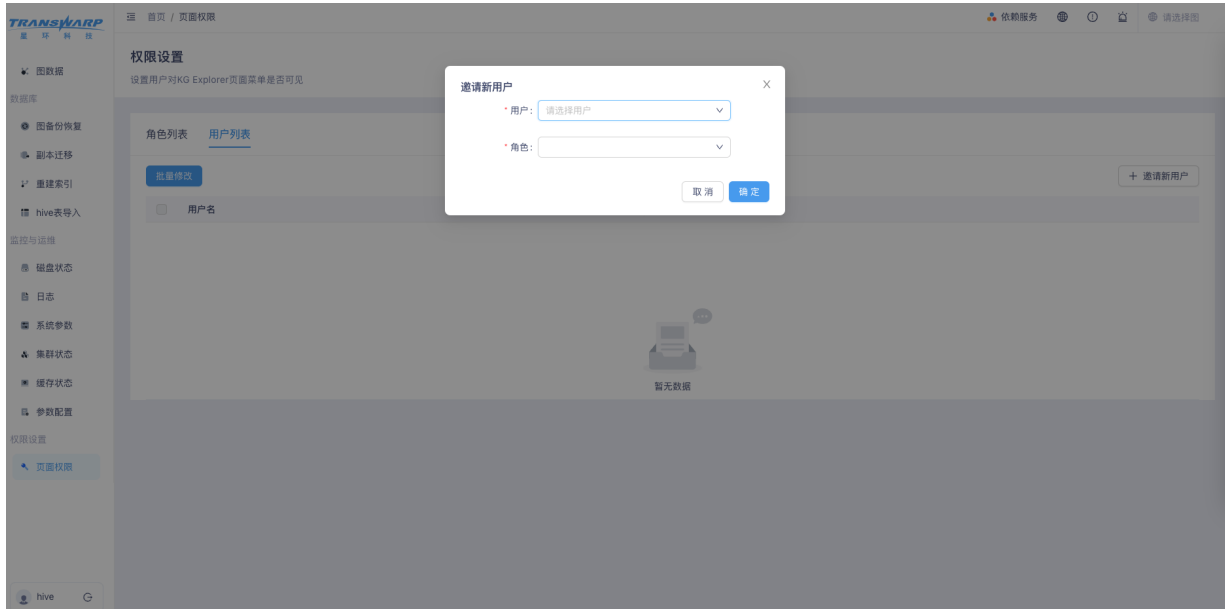 TRANSWARP
星 环 科 技
首页 / 页面权限
依赖服务
请选择图
权限设置
设置用户对KG Explorer页面菜单是否可见
图数据
数据库
图备份恢复
副本迁移
重建索引
hive表导入
监控与运维
磁盘状态
日志
系统参数
集群状态
缓存状态
参数配置
权限设置
页面权限
hive
角色列表 用户列表
批量修改
+ 邀请新用户
用户名
暂无数据
邀请新用户
X
* 用户: 请选择用户
* 角色:
取 消 确 定